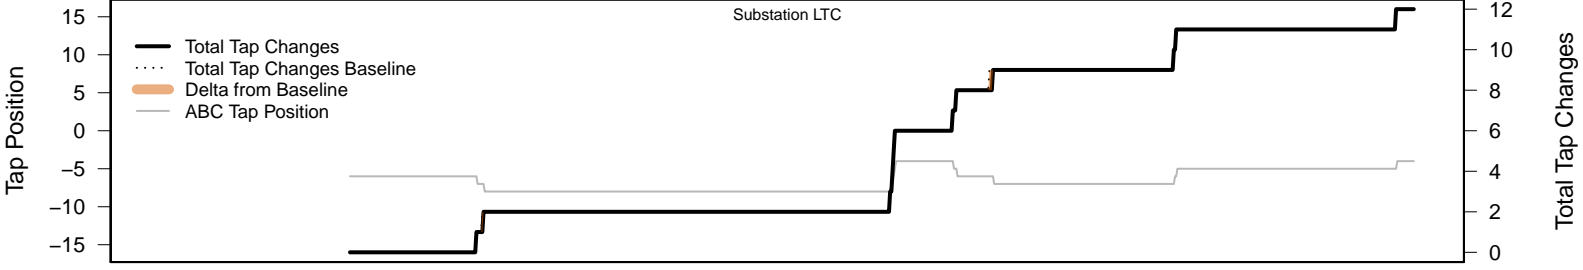 Substation LTC
Tap Position
15
10
5
0
−5
−10
−15
Total Tap Changes
Total Tap Changes Baseline
Delta from Baseline
ABC Tap Position
12
10
8
6
4
2
0
Total Tap Changes